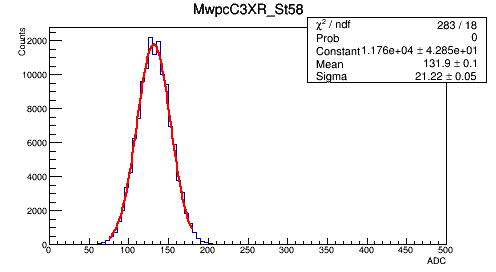 MwpcC3XR_St58
χ² / ndf 283 / 18
Prob 0
Constant 1.176e+04 ± 4.285e+01
Mean 131.9 ± 0.1
Sigma 21.22 ± 0.05
Counts
12000
10000
8000
6000
4000
2000
0
0 50 100 150 200 250 300 350 400 450 500
ADC